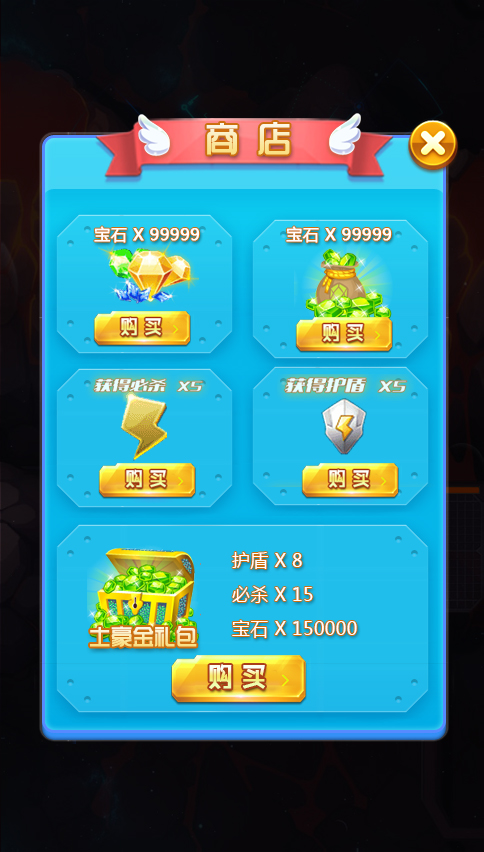 商店
宝石 X 99999
宝石 X 99999
购买
购买
获得必杀 X5
获得护盾 X5
购买
购买
护盾 X 8
必杀 X 15
宝石 X 150000
土豪金礼包
购买